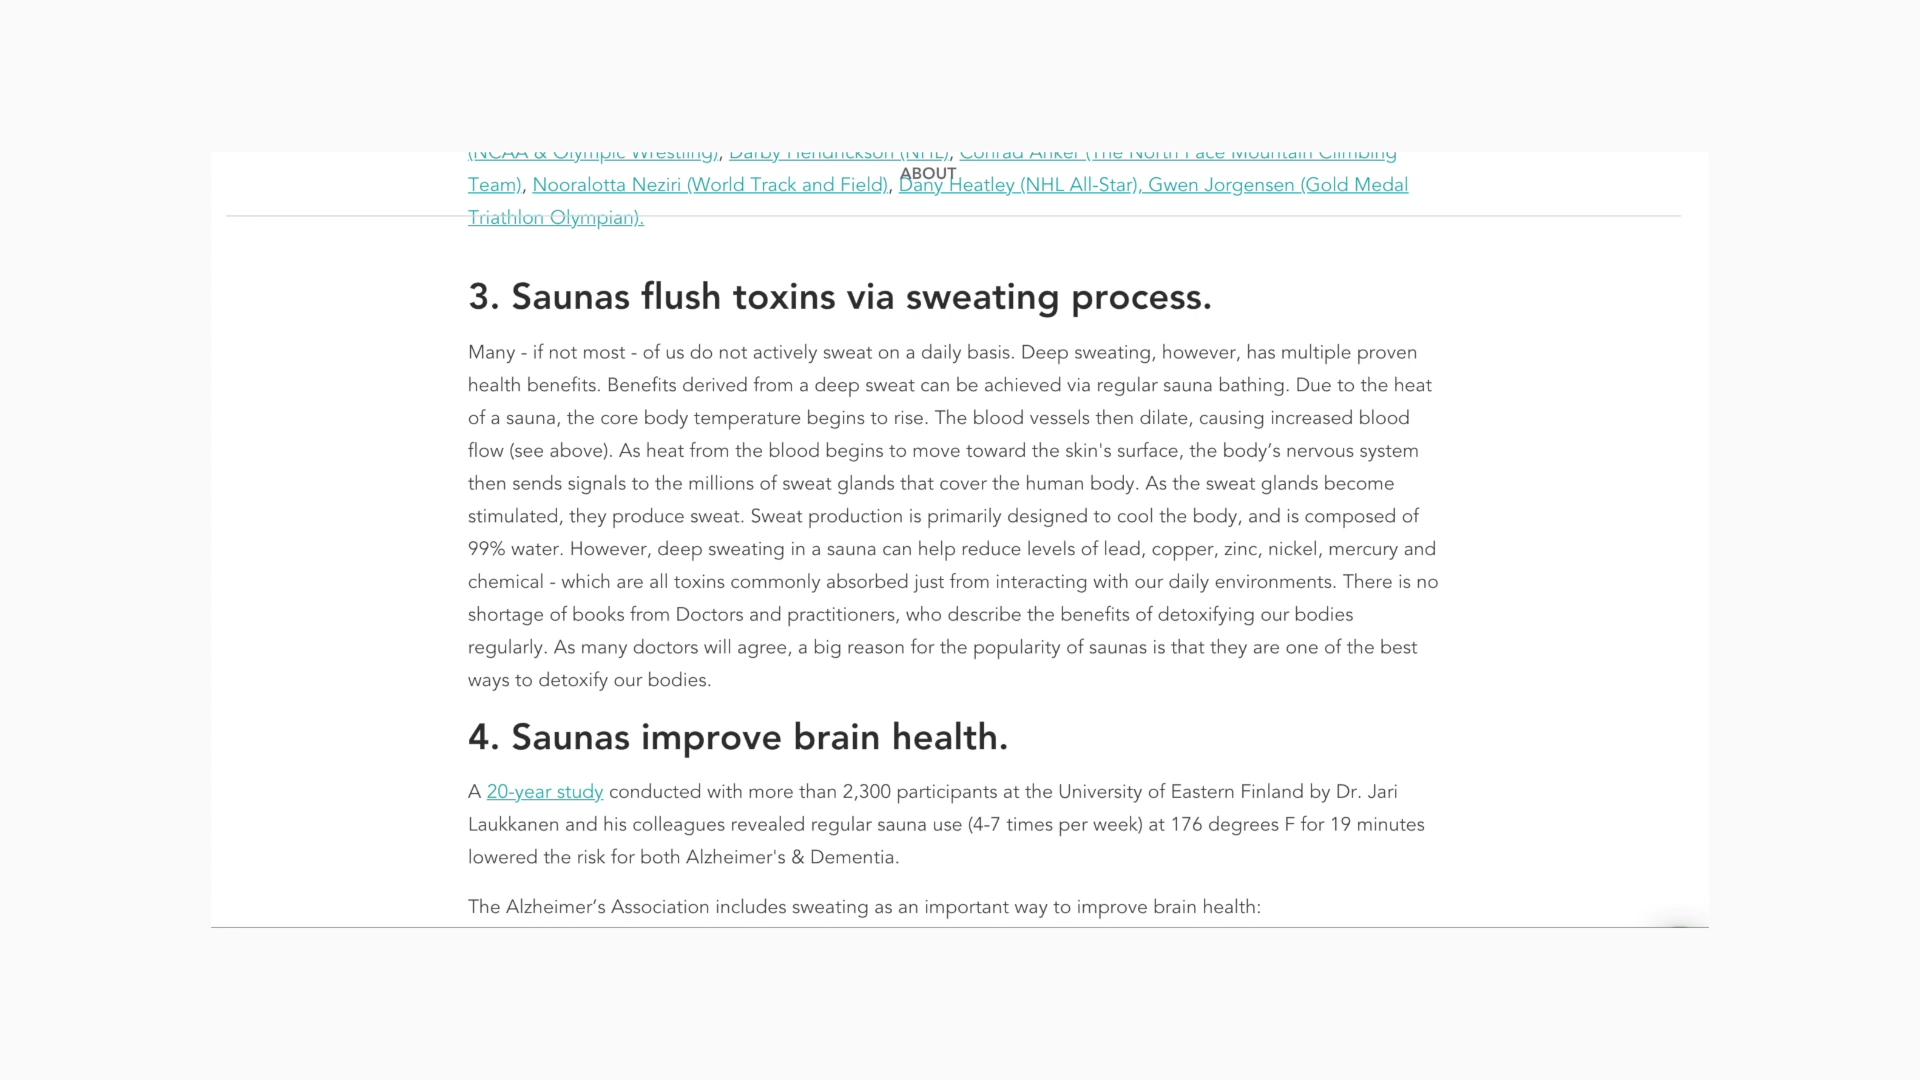 (NCAA & Olympic Wrestling), Darby Hendrickson (NHL), Conrad Anker (The North Face Mountain Climbing
ABOUT
Team), Nooralotta Neziri (World Track and Field), Dany Heatley (NHL All-Star), Gwen Jorgensen (Gold Medal
Triathlon Olympian).
3. Saunas flush toxins via sweating process.
Many - if not most - of us do not actively sweat on a daily basis. Deep sweating, however, has multiple proven
health benefits. Benefits derived from a deep sweat can be achieved via regular sauna bathing. Due to the heat
of a sauna, the core body temperature begins to rise. The blood vessels then dilate, causing increased blood
flow (see above). As heat from the blood begins to move toward the skin's surface, the body’s nervous system
then sends signals to the millions of sweat glands that cover the human body. As the sweat glands become
stimulated, they produce sweat. Sweat production is primarily designed to cool the body, and is composed of
99% water. However, deep sweating in a sauna can help reduce levels of lead, copper, zinc, nickel, mercury and
chemical - which are all toxins commonly absorbed just from interacting with our daily environments. There is no
shortage of books from Doctors and practitioners, who describe the benefits of detoxifying our bodies
regularly. As many doctors will agree, a big reason for the popularity of saunas is that they are one of the best
ways to detoxify our bodies.
4. Saunas improve brain health.
A 20-year study conducted with more than 2,300 participants at the University of Eastern Finland by Dr. Jari
Laukkanen and his colleagues revealed regular sauna use (4-7 times per week) at 176 degrees F for 19 minutes
lowered the risk for both Alzheimer's & Dementia.
The Alzheimer’s Association includes sweating as an important way to improve brain health: